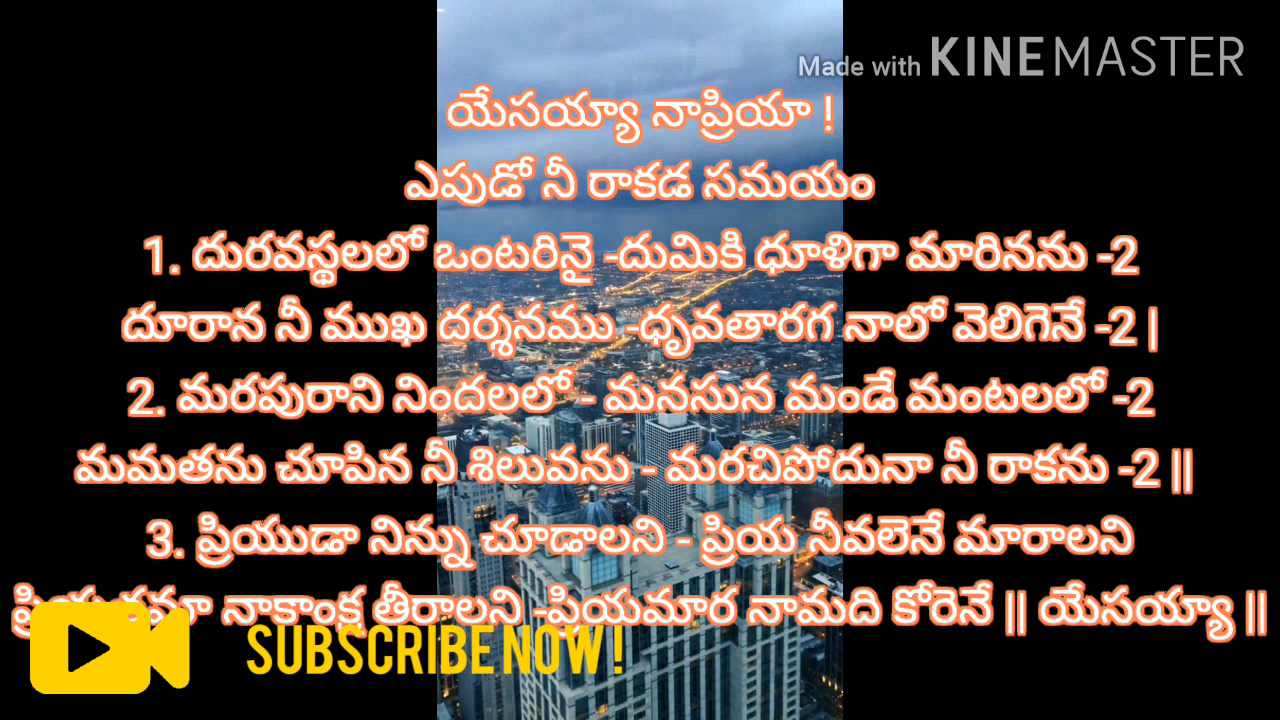 Made with KINEMASTER
యేసయ్యా నాప్రియా !
ఎపుడో నీ రాకడ సమయం
1. దురవస్థలలో ఒంటరినై -దుమికి ధూళిగా మారినను -2
దూరాన నీ ముఖ దర్శనము -ధృవతారగ నాలో వెలిగెనే -2 |
2. మరపురాని నిందలలో - మనసున మండే మంటలలో -2
మమతను చూపిన నీ శిలువను - మరచిపోదునా నీ రాకను -2 ||
3. ప్రియుడా నిన్ను చూడాలని - ప్రియ నీవలెనే మారాలని
నాకాంక్ష తీరాలని -ప్రియమార నామది కోరెనే || యేసయ్యా ||
SUBSCRIBE NOW !